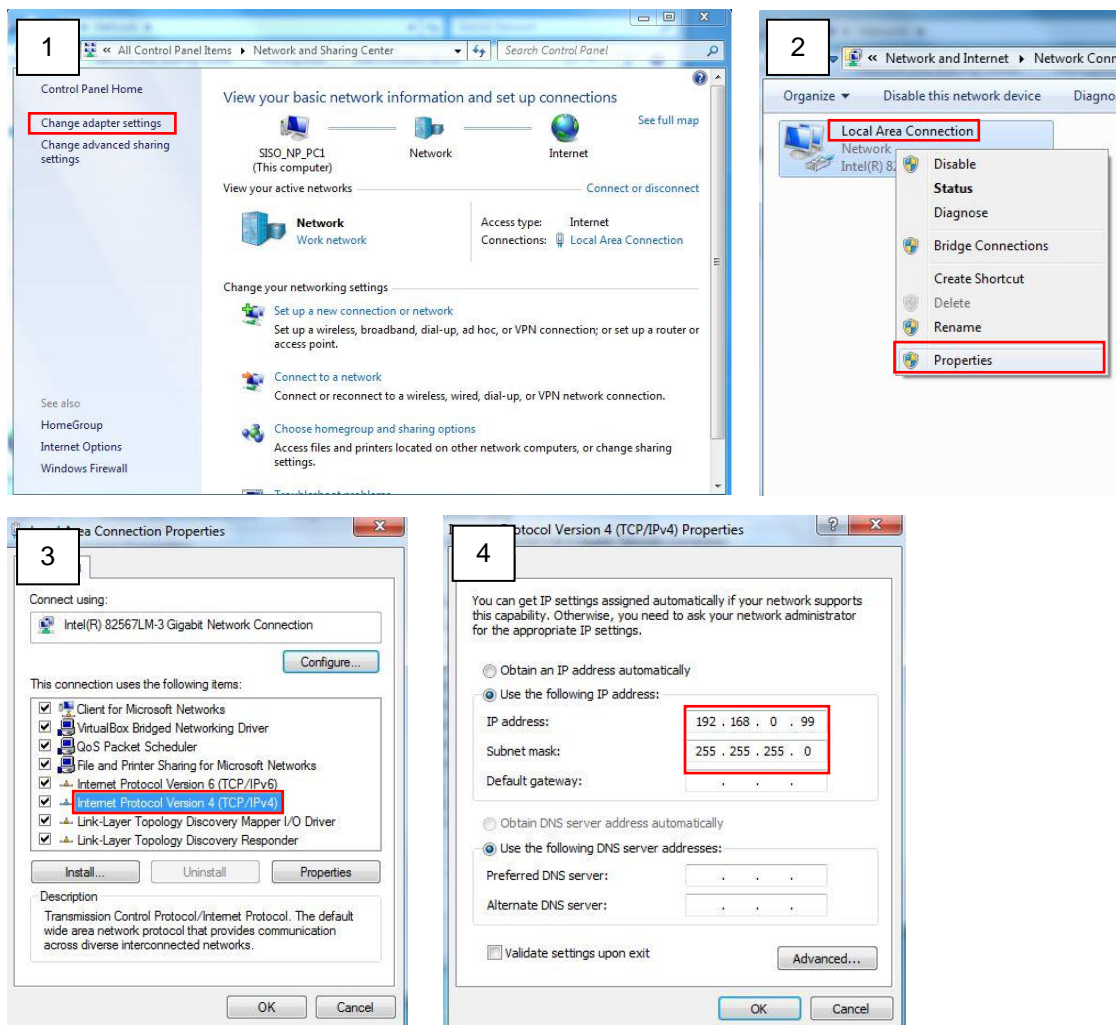 1
« All Control Panel Items ▸ Network and Sharing Center
Search Control Panel
Control Panel Home
Change adapter settings
Change advanced sharing
settings
See also
HomeGroup
Internet Options
Windows Firewall
View your basic network information and set up connections
See full map
SISO_NP_PC1
(This computer)
Network
Internet
View your active networks
Connect or disconnect
Network
Work network
Access type: Internet
Connections: Local Area Connection
Change your networking settings
Set up a new connection or network
Set up a wireless, broadband, dial-up, ad hoc, or VPN connection; or set up a router or
access point.
Connect to a network
Connect or reconnect to a wireless, wired, dial-up, or VPN network connection.
Choose homegroup and sharing options
Access files and printers located on other network computers, or change sharing
settings.
Troubleshoot problems
2
« Network and Internet ▸ Network Conn
Organize Disable this network device Diagno
Local Area Connection
Network
Intel(R) 82
Disable
Status
Diagnose
Bridge Connections
Create Shortcut
Delete
Rename
Properties
3
ea Connection Properties
Connect using:
Intel(R) 82567LM-3 Gigabit Network Connection
Configure...
This connection uses the following items:
Client for Microsoft Networks
VirtualBox Bridged Networking Driver
QoS Packet Scheduler
File and Printer Sharing for Microsoft Networks
Internet Protocol Version 6 (TCP/IPv6)
Internet Protocol Version 4 (TCP/IPv4)
Link-Layer Topology Discovery Mapper I/O Driver
Link-Layer Topology Discovery Responder
Install... Uninstall Properties
Description
Transmission Control Protocol/Internet Protocol. The default
wide area network protocol that provides communication
across diverse interconnected networks.
OK Cancel
4
otocol Version 4 (TCP/IPv4) Properties
You can get IP settings assigned automatically if your network supports
this capability. Otherwise, you need to ask your network administrator
for the appropriate IP settings.
Obtain an IP address automatically
Use the following IP address:
IP address: 192 . 168 . 0 . 99
Subnet mask: 255 . 255 . 255 . 0
Default gateway: . . .
Obtain DNS server address automatically
Use the following DNS server addresses:
Preferred DNS server: . . .
Alternate DNS server: . . .
Validate settings upon exit
Advanced...
OK Cancel